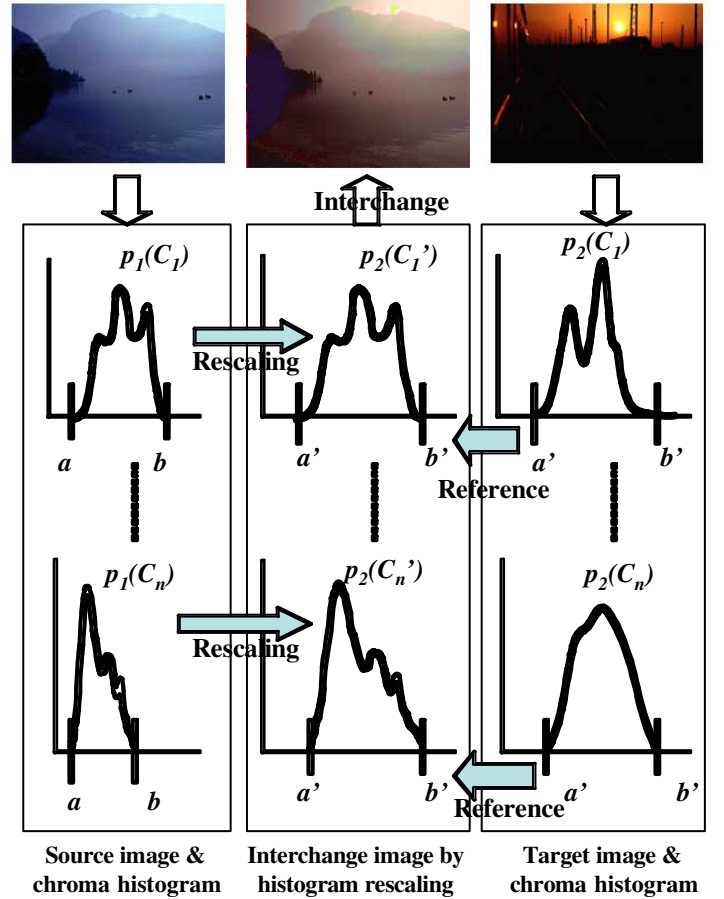 Interchange
p₁(C₁)
p₂(C₁’)
p₂(C₁)
Rescaling
a
b
a’
b’
a’
b’
Reference
p₁(Cₙ)
p₂(Cₙ’)
p₂(Cₙ)
Rescaling
a
b
a’
b’
a’
b’
Reference
Source image &
chroma histogram
Interchange image by
histogram rescaling
Target image &
chroma histogram